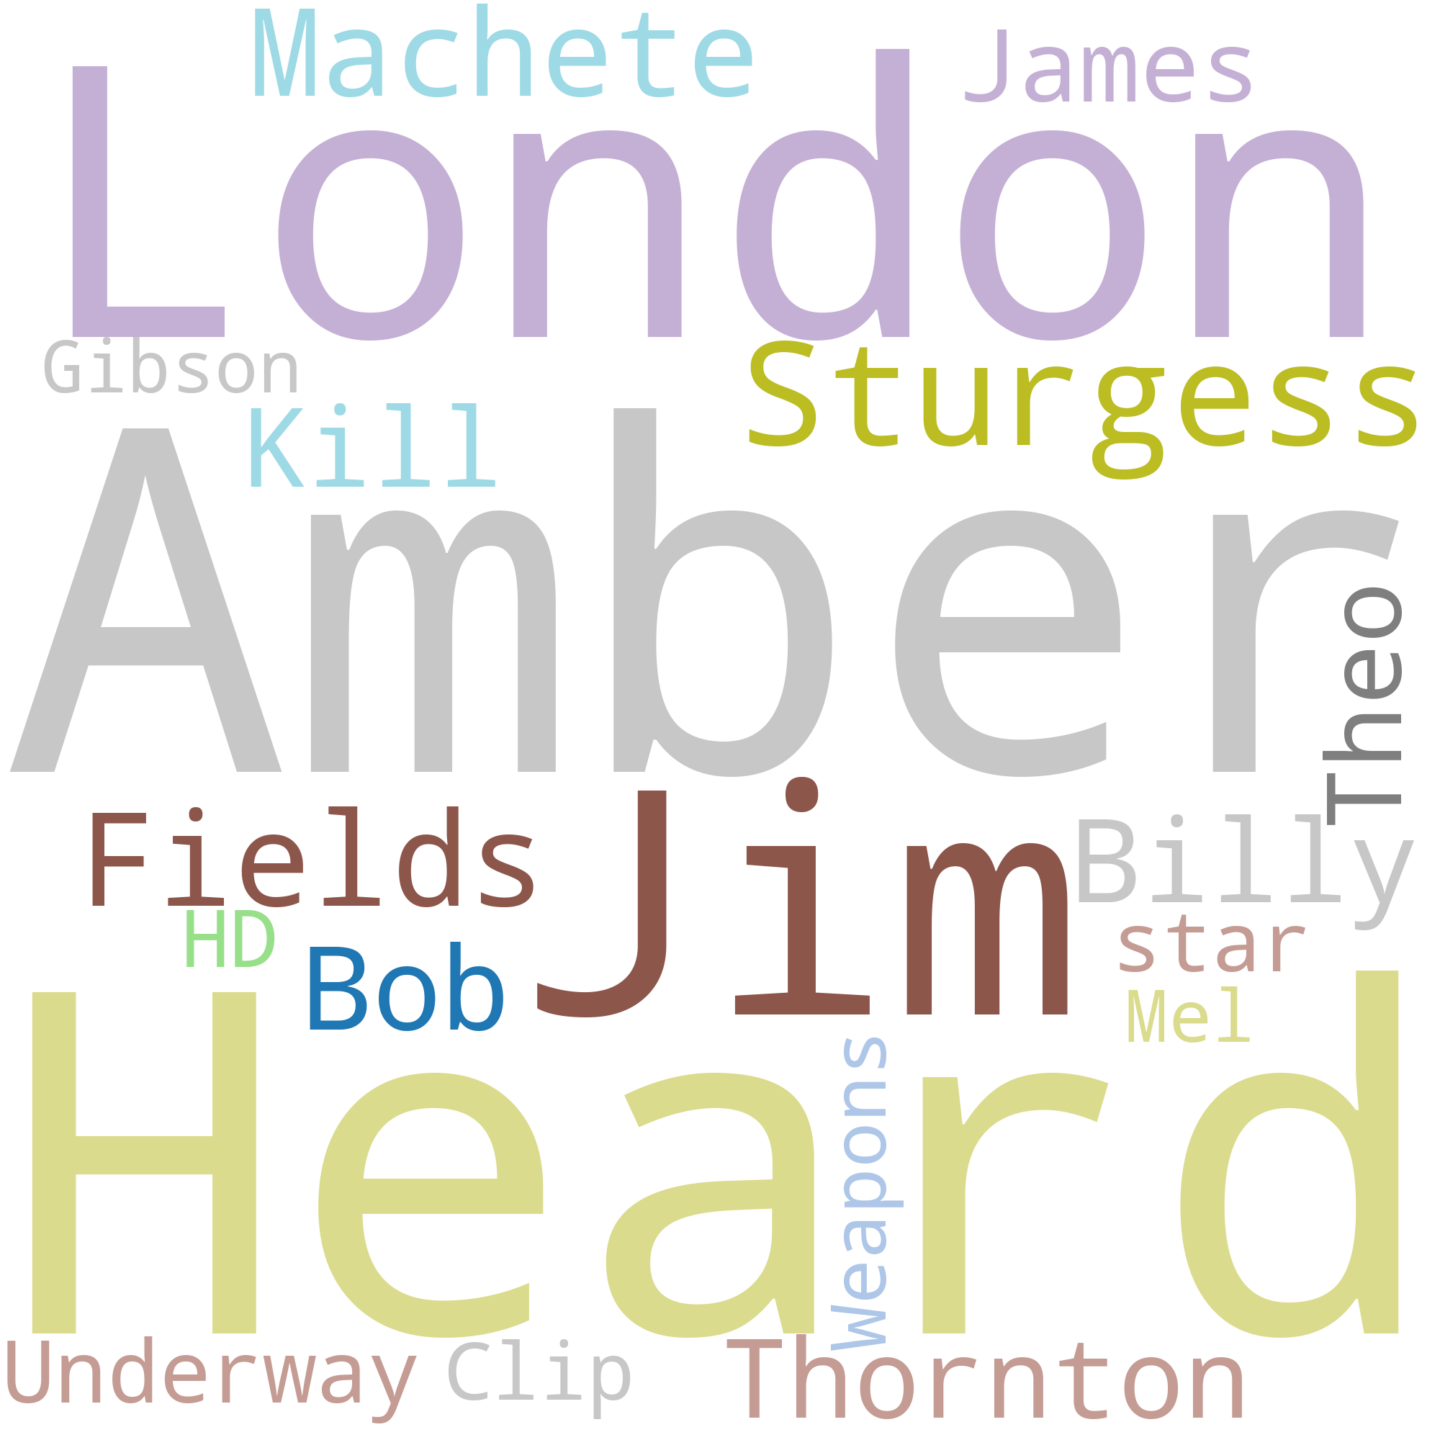 Machete
James
London
Gibson
Sturgess
Kill
Amber
Theo
Jim
Fields
Billy
HD
Bob
star
Mel
Heard
Weapons
Underway
Clip
Thornton